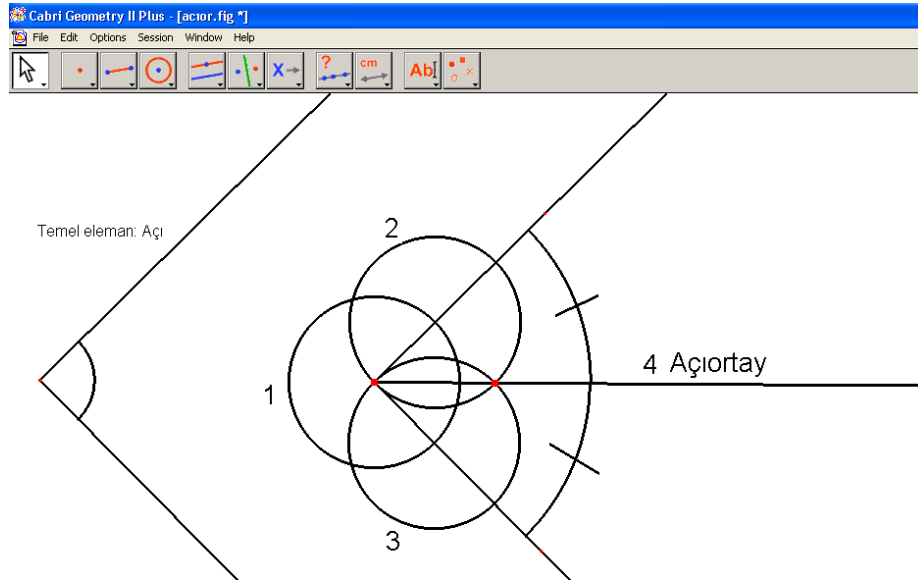 Cabri Geometry II Plus - [acıor.fig *]
File Edit Options Session Window Help
X ? cm Ab
Temel eleman: Açı
2
1
4 Açıortay
3